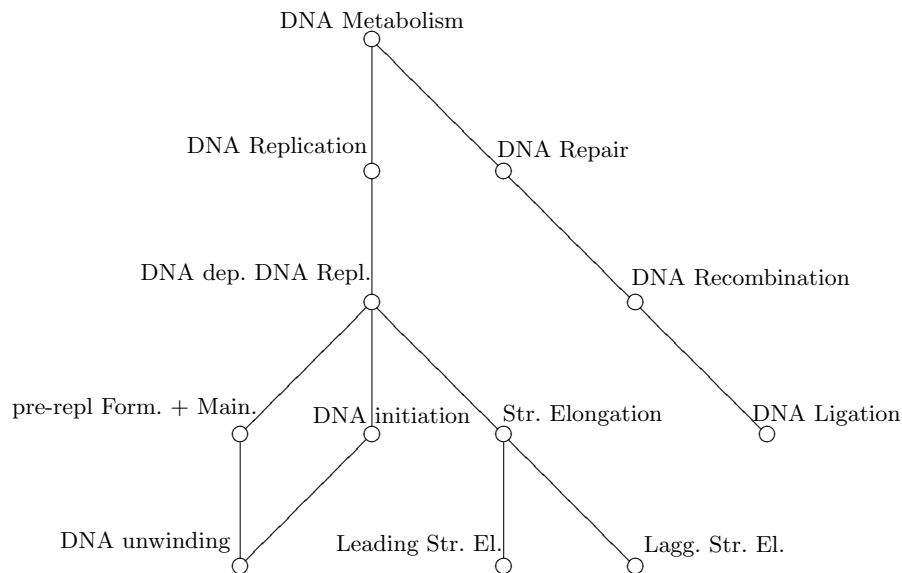 DNA Metabolism
DNA Replication
DNA Repair
DNA dep. DNA Repl.
DNA Recombination
pre-repl Form. + Main.
DNA initiation
Str. Elongation
DNA Ligation
DNA unwinding
Leading Str. El.
Lagg. Str. El.